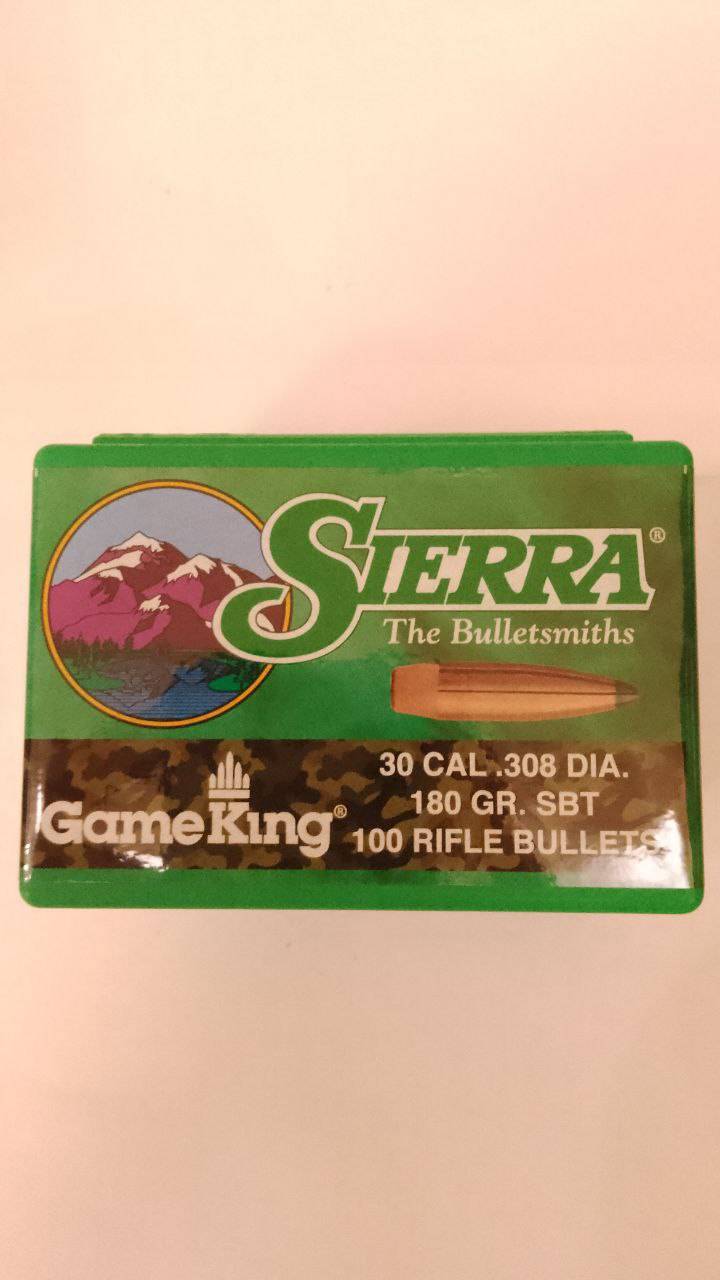 SIERRA®
The Bulletsmiths
30 CAL .308 DIA.
180 GR. SBT
GameKing® 100 RIFLE BULLETS